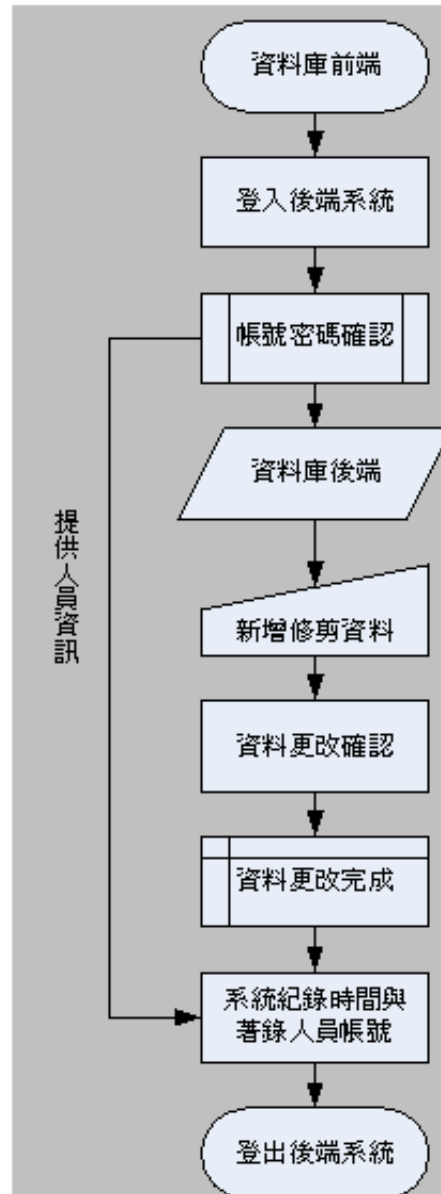 資料庫前端
登入後端系統
帳號密碼確認
資料庫後端
提供人員資訊
新增修剪資料
資料更改確認
資料更改完成
系統紀錄時間與
著錄人員帳號
登出後端系統